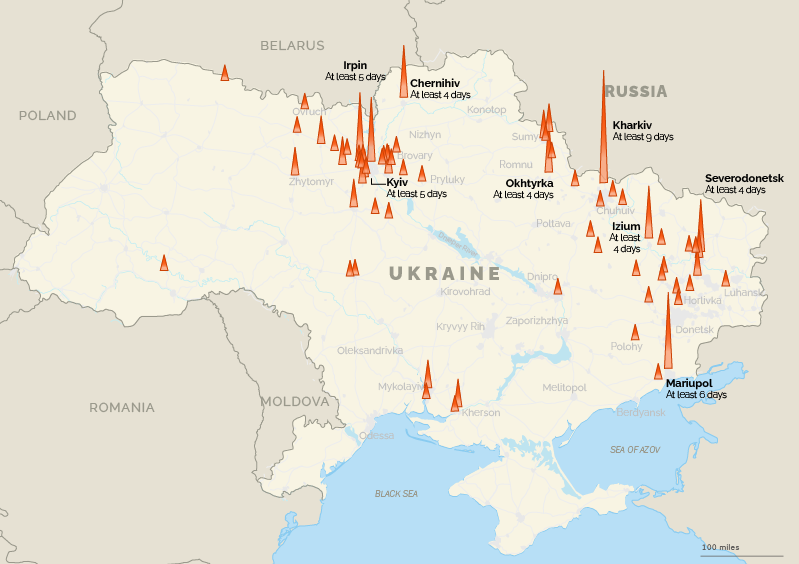 BELARUS
Irpin
At least 5 days
Chernihiv
At least 4 days
RUSSIA
POLAND
Ovruch
Konotop
Kharkiv
At least 9 days
Nizhyn
Sumy
Brovary
Romnu
Severodonetsk
At least 4 days
Zhytomyr
Kyiv
At least 5 days
Pryluky
Okhtyrka
At least 4 days
Chuhuiv
Poltava
Izium
At least
4 days
UKRAINE
Dnipro
Kirovohrad
Luhansk
Horlivka
Kryvyy Rih
Zaporizhzhya
Donetsk
Oleksandrivka
Polohy
Mykolayiv
Melitopol
Mariupol
At least 6 days
ROMANIA
MOLDOVA
Kherson
Berdyansk
Odessa
SEA OF AZOV
BLACK SEA
100 miles